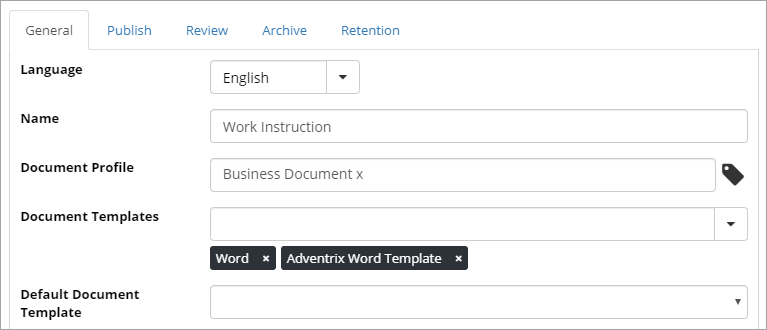 General Publish Review Archive Retention
Language English
Name Work Instruction
Document Profile Business Document x
Document Templates
Word × Adventrix Word Template ×
Default Document
Template